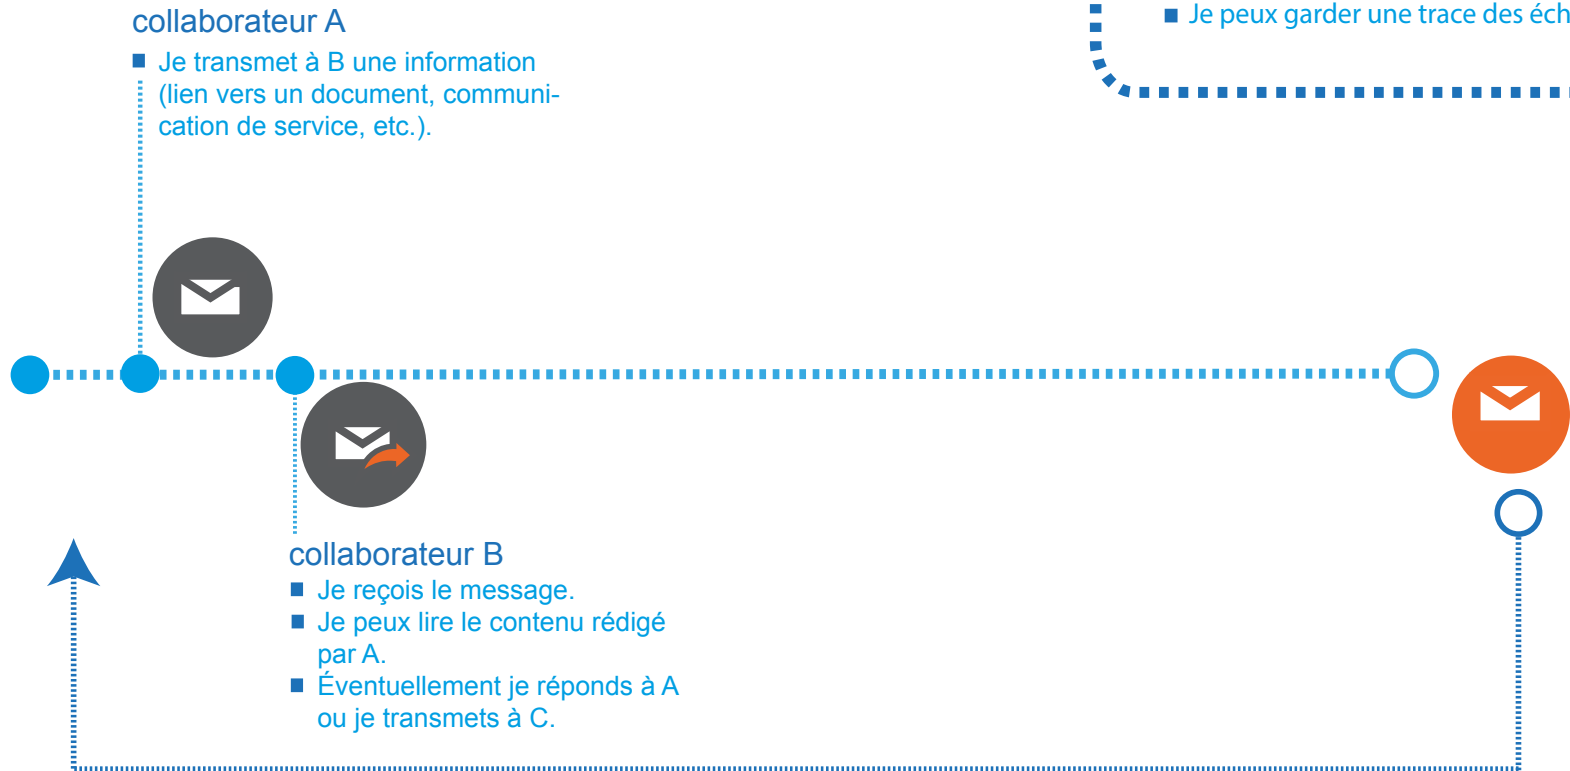 collaborateur A
■ Je transmet à B une information
(lien vers un document, communi-
cation de service, etc.).
■ Je peux garder une trace des
collaborateur B
■ Je reçois le message.
■ Je peux lire le contenu rédigé
par A.
■ Éventuellement je réponds à A
ou je transmets à C.